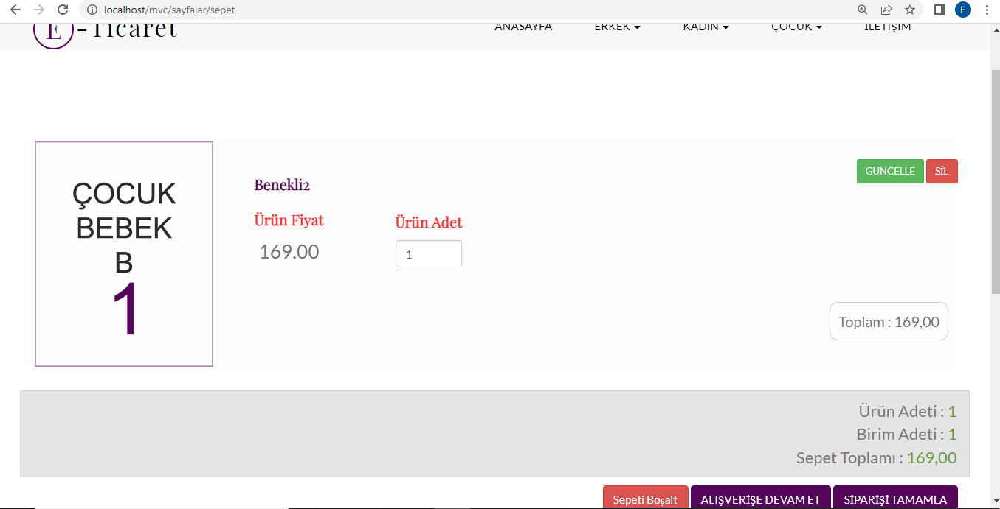 localhost/mvc/sayfalar/sepet
F
E-Ticaret
ANASAYFA ERKEK KADIN ÇOCUK İLETİŞİM
ÇOCUK
BEBEK
B
1
Benekli2
GÜNCELLE SİL
Ürün Fiyat Ürün Adet
169.00 1
Toplam : 169,00
Ürün Adeti : 1
Birim Adeti : 1
Sepet Toplamı : 169,00
Sepeti Boşalt ALIŞVERİŞE DEVAM ET SİPARİŞİ TAMAMLA